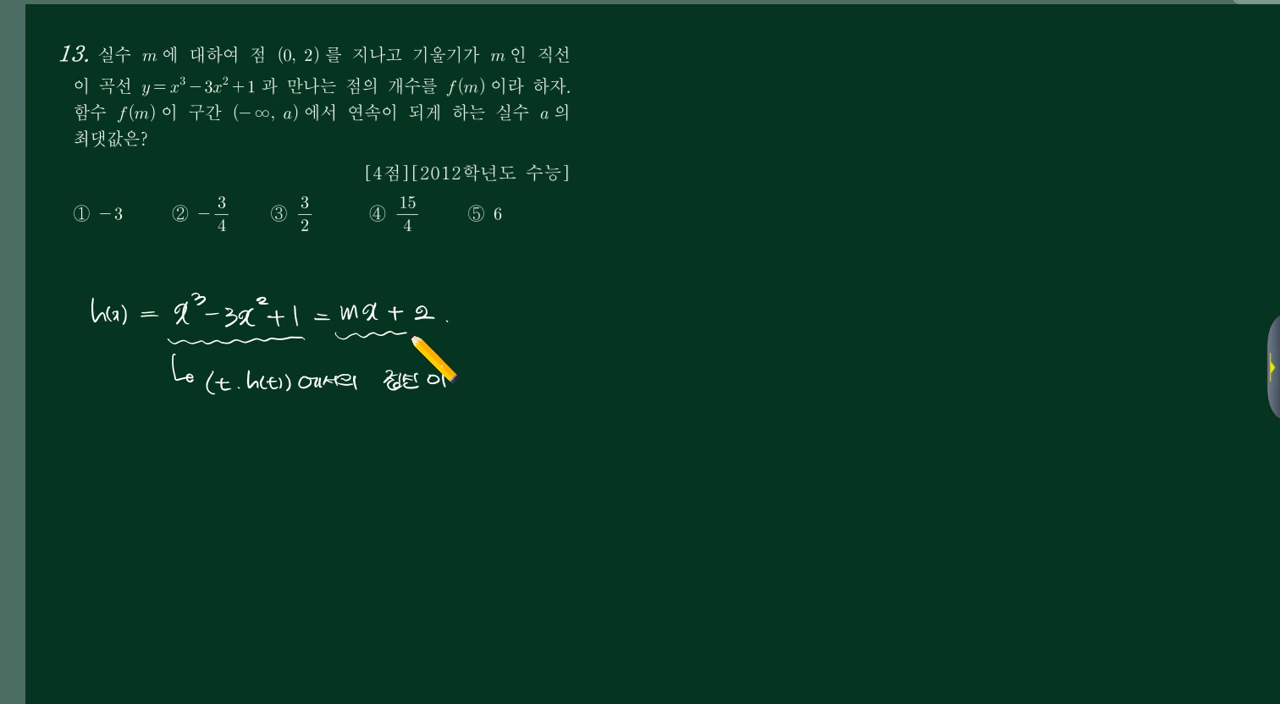 13. 실수 m에 대하여 점 (0, 2)를 지나고 기울기가 m인 직선
이 곡선 y=x³-3x²+1과 만나는 점의 개수를 f(m)이라 하자.
함수 f(m)이 구간 (-∞, a)에서 연속이 되게 하는 실수 a의
최댓값은?
[4점][2012학년도 수능]
① -3 ② -3/4 ③ 3/2 ④ 15/4 ⑤ 6
h(x) = x³-3x²+1 = mx+2.
(t. h(t))에서의 접선 이